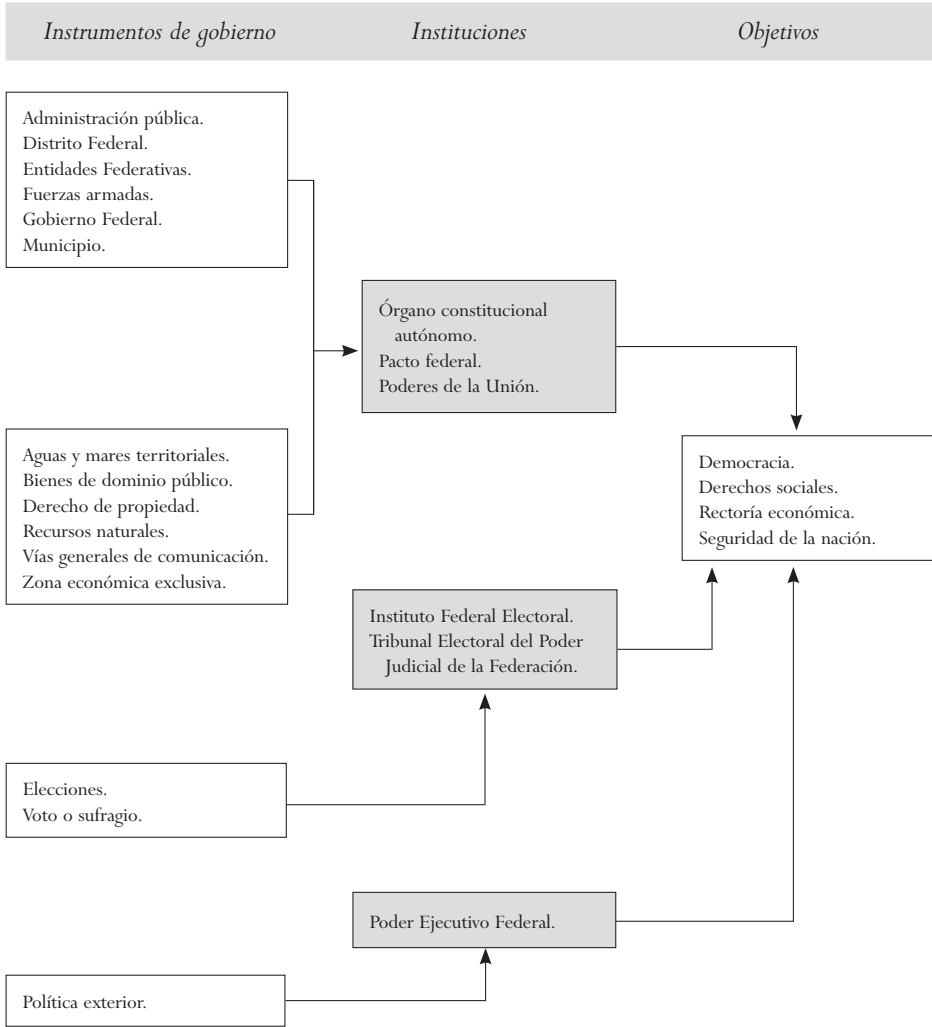 Instrumentos de gobierno
Instituciones
Objetivos
Administración pública.
Distrito Federal.
Entidades Federativas.
Fuerzas armadas.
Gobierno Federal.
Municipio.
Órgano constitucional
autónomo.
Pacto federal.
Poderes de la Unión.
Aguas y mares territoriales.
Bienes de dominio público.
Derecho de propiedad.
Recursos naturales.
Vías generales de comunicación.
Zona económica exclusiva.
Democracia.
Derechos sociales.
Rectoría económica.
Seguridad de la nación.
Instituto Federal Electoral.
Tribunal Electoral del Poder
Judicial de la Federación.
Elecciones.
Voto o sufragio.
Poder Ejecutivo Federal.
Política exterior.